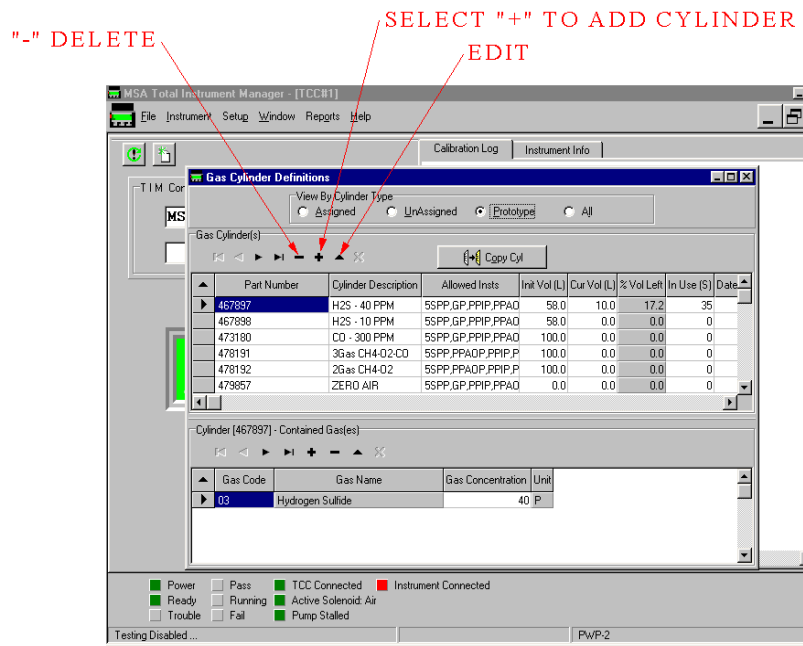 SELECT "+" TO ADD CYLINDER
"-" DELETE
EDIT
MSA Total Instrument Manager - [TCC#1]
File Instrument Setup Window Reports Help
Calibration Log Instrument Info
Gas Cylinder Definitions
TIM Con
View By Cylinder Type
MS
Assigned UnAssigned Prototype All
Gas Cylinder(s)
Copy Cyl
Part Number Cylinder Description Allowed Insts Init Vol (L) Cur Vol (L) % Vol Left In Use (S) Date
467897 H2S - 40 PPM 5SPP,GP,PPIP,PPAO 58.0 10.0 17.2 35
467898 H2S - 10 PPM 5SPP,GP,PPIP,PPAO 58.0 0.0 0.0 0
473180 CO - 300 PPM 5SPP,GP,PPIP,PPAO 100.0 0.0 0.0 0
478191 3Gas CH4-O2-CO 5SPP,PPAOP,PPIP,P 100.0 0.0 0.0 0
478192 2Gas CH4-O2 5SPP,PPAOP,PPIP,P 100.0 0.0 0.0 0
479857 ZERO AIR 5SPP,GP,PPIP,PPAO 0.0 0.0 0.0 0
Cylinder [467897] - Contained Gas(es)
Gas Code Gas Name Gas Concentration Unit
03 Hydrogen Sulfide 40 P
Power Pass TCC Connected Instrument Connected
Ready Running Active Solenoid: Air
Trouble Fail Pump Stalled
Testing Disabled ... PWP-2